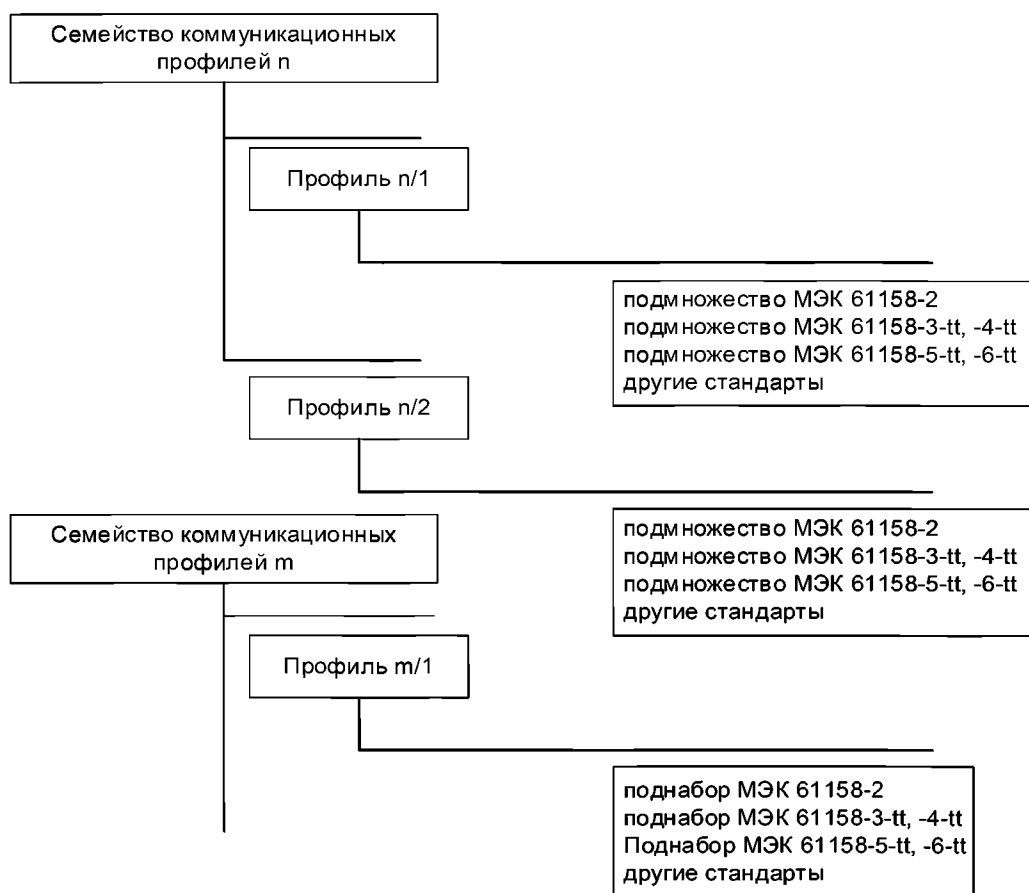 Семейство коммуникационных
профилей n
Профиль n/1
подмножество МЭК 61158-2
подмножество МЭК 61158-3-tt, -4-tt
подмножество МЭК 61158-5-tt, -6-tt
другие стандарты
Профиль n/2
подмножество МЭК 61158-2
подмножество МЭК 61158-3-tt, -4-tt
подмножество МЭК 61158-5-tt, -6-tt
другие стандарты
Семейство коммуникационных
профилей m
Профиль m/1
поднабор МЭК 61158-2
поднабор МЭК 61158-3-tt, -4-tt
Поднабор МЭК 61158-5-tt, -6-tt
другие стандарты